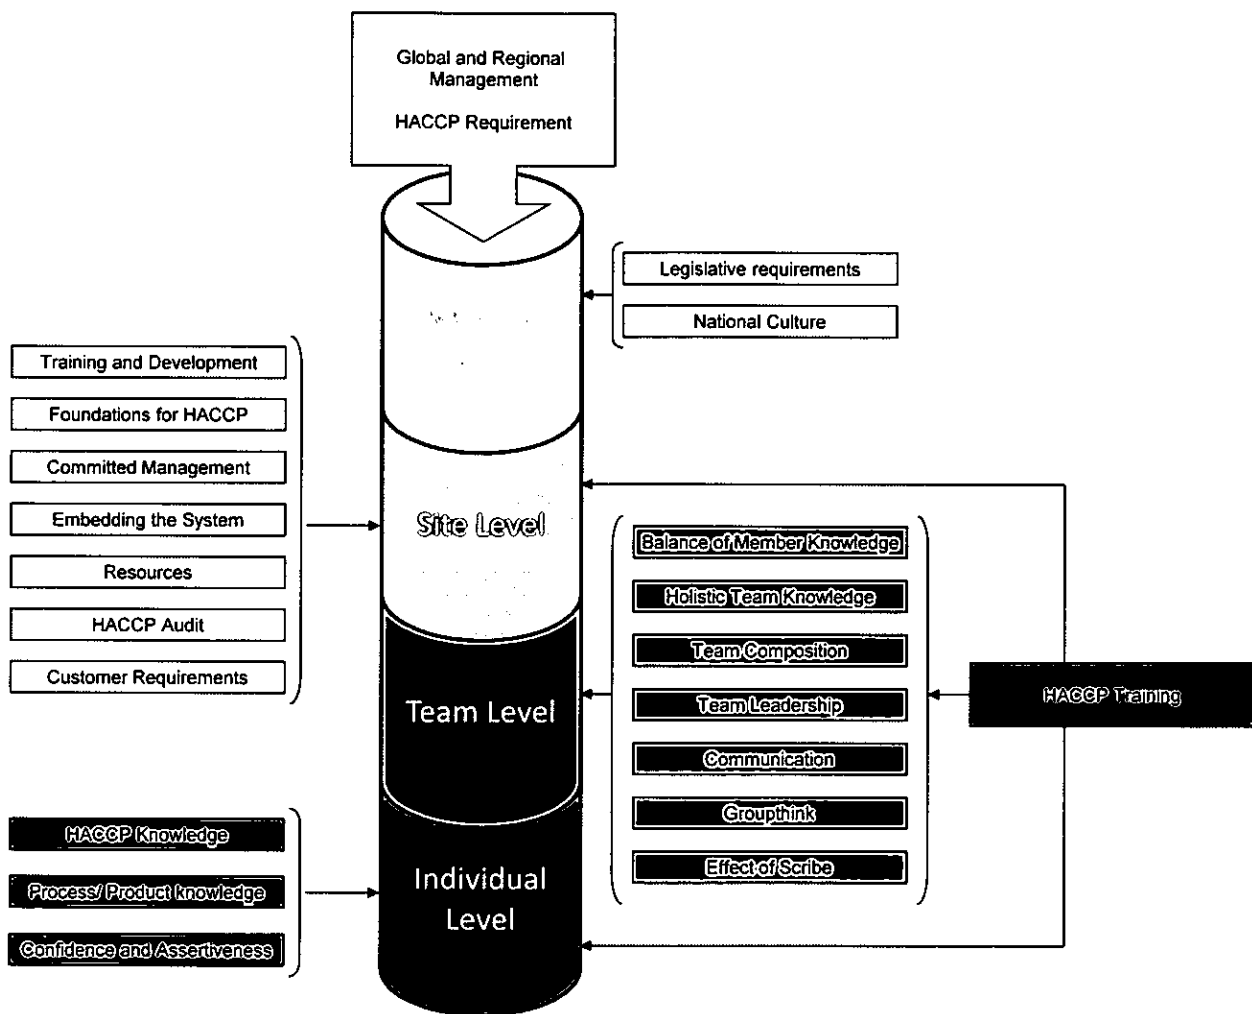 Global and Regional
Management
HACCP Requirement
Legislative requirements
National Culture
Training and Development
Foundations for HACCP
Committed Management
Embedding the System
Resources
HACCP Audit
Customer Requirements
Site Level
Balance of Member Knowledge
Holistic Team Knowledge
Team Composition
Team Leadership
Communication
Groupthink
Effect of Scribe
HACCP Training
Team Level
HACCP Knowledge
Process/ Product knowledge
Confidence and Assertiveness
Individual
Level